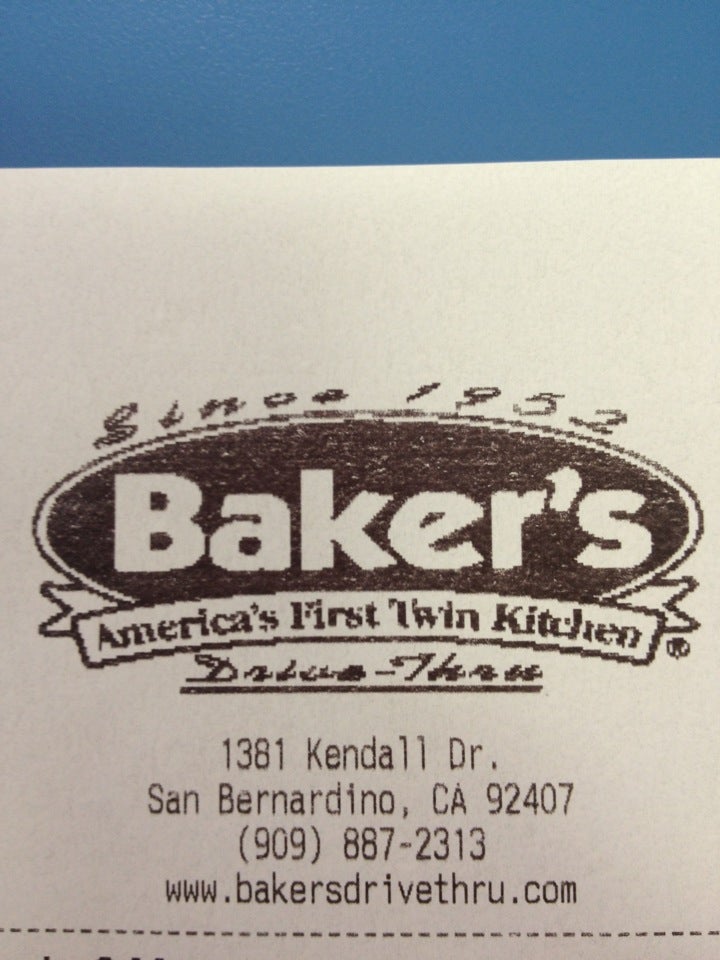 Since 1952
Baker's
America's First Twin Kitchen ®
Drive-Thru
1381 Kendall Dr.
San Bernardino, CA 92407
(909) 887-2313
www.bakersdrivethru.com